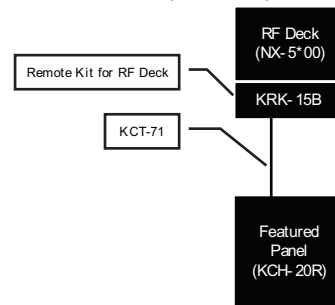 RF Deck
(NX-5*00)
Remote Kit for RF Deck
KRK-15B
KCT-71
Featured
Panel
(KCH-20R)